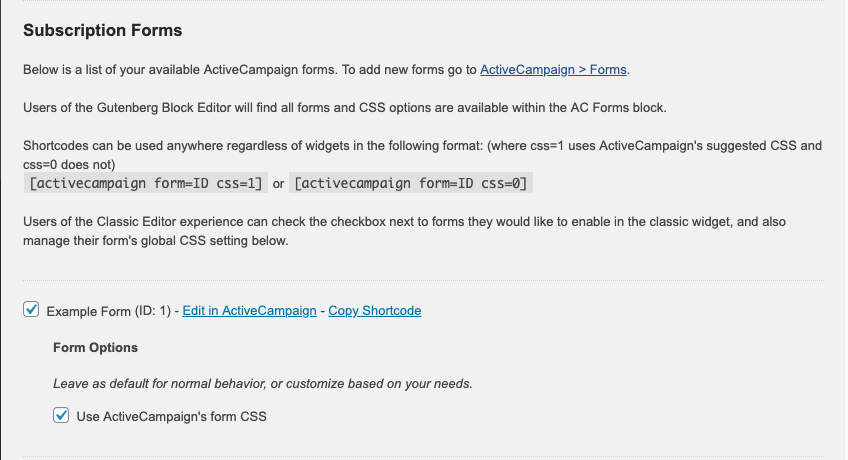 Subscription Forms
Below is a list of your available ActiveCampaign forms. To add new forms go to ActiveCampaign > Forms.
Users of the Gutenberg Block Editor will find all forms and CSS options are available within the AC Forms block.
Shortcodes can be used anywhere regardless of widgets in the following format: (where css=1 uses ActiveCampaign's suggested CSS and
css=0 does not)
[activecampaign form=ID css=1] or [activecampaign form=ID css=0]
Users of the Classic Editor experience can check the checkbox next to forms they would like to enable in the classic widget, and also
manage their form's global CSS setting below.
Example Form (ID: 1) - Edit in ActiveCampaign - Copy Shortcode
Form Options
Leave as default for normal behavior, or customize based on your needs.
Use ActiveCampaign's form CSS